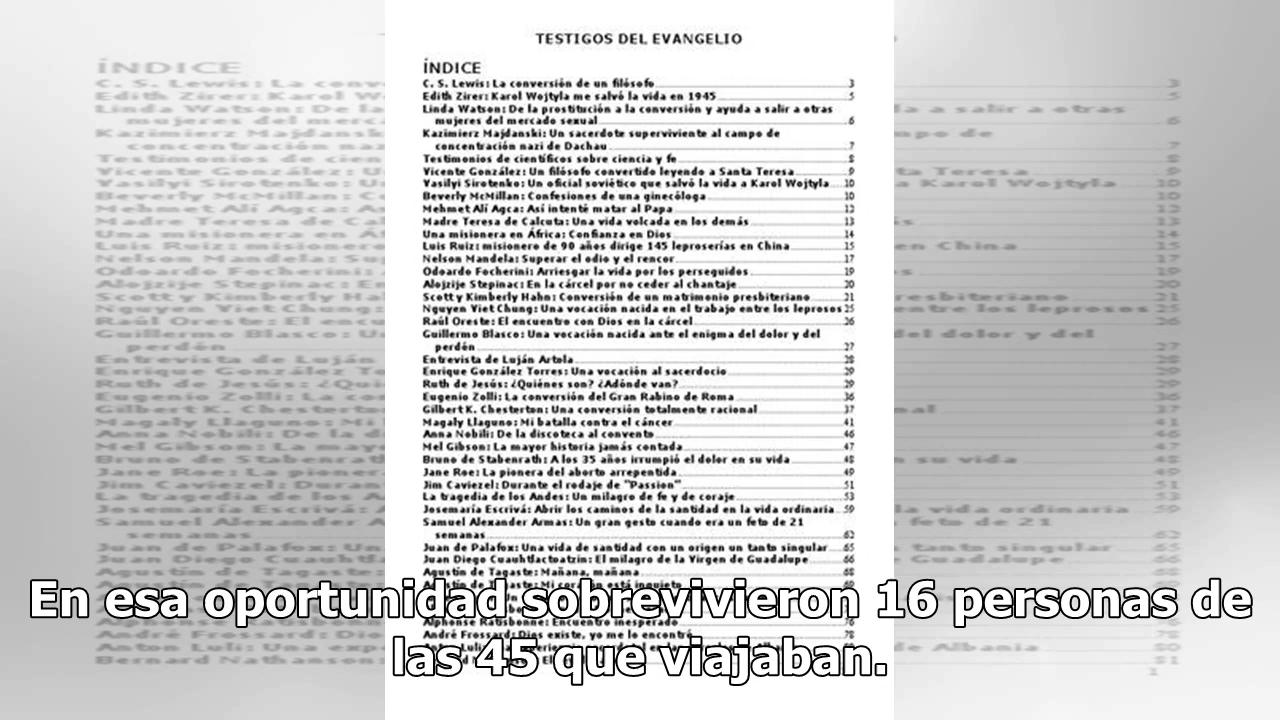 TESTIGOS DEL EVANGELIO
ÍNDICE
C. S. Lewis: La conversión de un filósofo 3
Edith Zirer: Karol Wojtyla me salvó la vida en 1945 5
Linda Watson: De la prostitución a la conversión y ayuda a salir a otras
mujeres del mercado sexual 6
Kazimierz Majdanski: Un sacerdote superviviente al campo de
concentración nazi de Dachau 7
Testimonios de científicos sobre ciencia y fe 8
Vicente González: Un filósofo convertido leyendo a Santa Teresa 9
Vasilyi Sirotenko: Un oficial soviético que salvó la vida a Karol Wojtyla 10
Beverly McMillan: Confesiones de una ginecóloga 10
Mehmet Alí Agca: Así intenté matar al Papa 12
Madre Teresa de Calcuta: Una vida volcada en los demás 13
Una misionera en África: Confianza en Dios 14
Luis Ruiz: misionero de 90 años dirige 145 leproserías en China 15
Nelson Mandela: Superar el odio y el rencor 17
Odoardo Focherini: Arriesgar la vida por los perseguidos 19
Alojzije Stepinac: En la cárcel por no ceder al chantaje 20
Scott y Kimberly Hahn: Conversión de un matrimonio presbiteriano 21
Nguyen Viet Chung: Una vocación nacida en el trabajo entre los leprosos 25
Raúl Oreste: El encuentro con Dios en la cárcel 26
Guillermo Blasco: Una vocación nacida ante el enigma del dolor y del
perdón 27
Entrevista de Luján Artola 28
Enrique González Torres: Una vocación al sacerdocio 29
Ruth de Jesús: ¿Quiénes son? ¿Adónde van? 29
Eugenio Zolli: La conversión del Gran Rabino de Roma 36
Gilbert K. Chesterton: Una conversión totalmente racional 37
Magaly Llaguno: Mi batalla contra el cáncer 41
Anna Nobili: De la discoteca al convento 46
Mel Gibson: La mayor historia jamás contada 47
Bruno de Stabenrath: A los 35 años irrumpió el dolor en su vida 48
Jane Roe: La pionera del aborto arrepentida 49
Jim Caviezel: Durante el rodaje de "Passion" 51
La tragedia de los Andes: Un milagro de fe y de coraje 53
Josemaría Escrivá: Abrir los caminos de la santidad en la vida ordinaria 59
Samuel Alexander Armas: Un gran gesto cuando era un feto de 21
semanas 62
Juan de Palafox: Una vida de santidad con un origen un tanto singular 65
Juan Diego Cuauhtlactoatzin: El milagro de la Virgen de Guadalupe 66
Agustín de Tagaste: Mañana, mañana 68
Agustín de Tagaste: Mi corazón está inquieto
En esa oportunidad sobrevivieron 16 personas de
Alphonse Ratisbonne: Encuentro inesperado 76
André Frossard: Dios existe, yo me lo encontré 78
las 45 que viajaban.